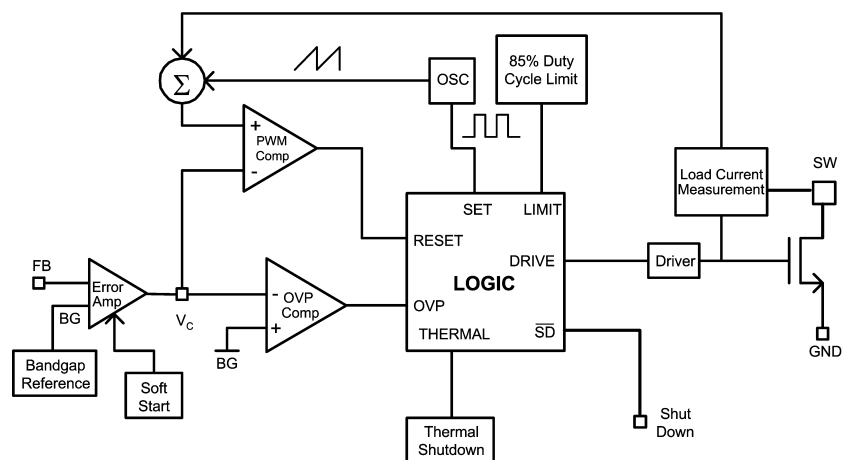 Σ
OSC
85% Duty
Cycle Limit
+
PWM
Comp
-
Load Current
Measurement
SW
SET
LIMIT
RESET
DRIVE
Driver
LOGIC
FB
Error
Amp
BG
V_C
-
OVP
Comp
+
BG
OVP
THERMAL
S̅D̅
GND
Bandgap
Reference
Soft
Start
Thermal
Shutdown
Shut
Down